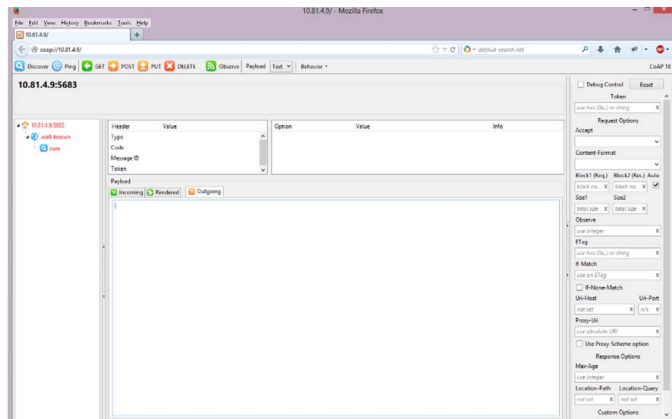 10.81.4.9/ - Mozilla Firefox
File Edit View History Bookmarks Tools Help
10.81.4.9/
coap://10.81.4.9/
default search.net
Discover Ping GET POST PUT DELETE Observe Payload Text Behavior CoAP 18
10.81.4.9:5683
Debug Control Reset
Token
use hex (0x..) or string
Request Options
Accept
Content-Format
Block1 (Req.) Block2 (Res.) Auto
block no. x block no. x
Size1 Size2
total size x total size x
Observe
use integer x
ETag
use hex (0x..) or string x
If-Match
use an ETag x
If-None-Match
Uri-Host Uri-Port
not set x n/s x
Proxy-Uri
use absolute URI x
Use Proxy-Scheme option
Response Options
Max-Age
use integer x
Location-Path Location-Query
not set x not set x
Custom Options
10.81.4.9:5683
.well-known
core
Header Value
Type
Code
Message ID
Token
Option Value Info
Payload
Incoming Rendered Outgoing